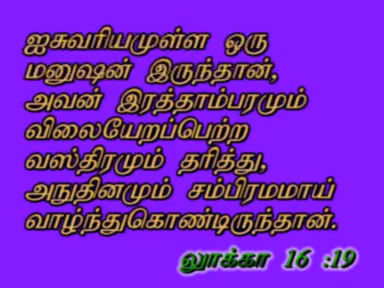 ஐசுவரியமுள்ள ஒரு
மனுஷன் இருந்தான்,
அவன் இரத்தாம்பரமும்
விலையேறப்பெற்ற
வஸ்திரமும் தரித்து,
அநுதினமும் சம்பிரமமாய்
வாழ்ந்துகொண்டிருந்தான்.
லூக்கா 16 :19